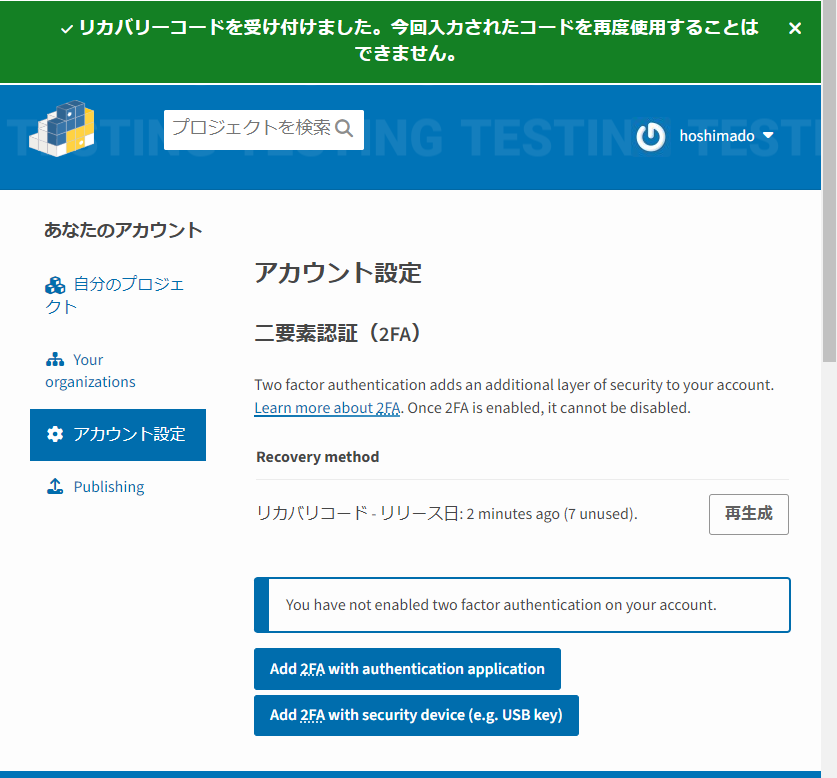 リカバリーコードを受け付けました。今回入力されたコードを再度使用することは
できません。
TESTING TESTING TESTING TESTI
プロジェクトを検索
hoshimado
あなたのアカウント
自分のプロジェ
クト
Your
organizations
アカウント設定
Publishing
アカウント設定
二要素認証（2FA）
Two factor authentication adds an additional layer of security to your account.
Learn more about 2FA. Once 2FA is enabled, it cannot be disabled.
Recovery method
リカバリコード - リリース日: 2 minutes ago (7 unused).
再生成
You have not enabled two factor authentication on your account.
Add 2FA with authentication application
Add 2FA with security device (e.g. USB key)